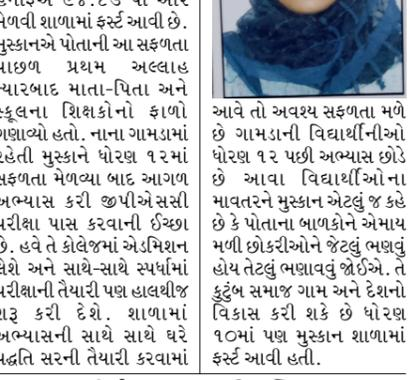 મેળવી શાળામાં ફર્સ્ટ આવી છે.
મુસ્કાનએ પોતાની આ સફળતા
પાછળ પ્રથમ અલ્લાહ
ત્યારબાદ માતા-પિતા અને
સ્કૂલના શિક્ષકોનો ફાળો
ગણાવ્યો હતો. નાના ગામડામાં
રહેતી મુસ્કાને ધોરણ ૧૨માં
સફળતા મેળવ્યા બાદ આગળ
અભ્યાસ કરી જીપીએસસી
પરીક્ષા પાસ કરવાની ઈચ્છા
છે. હવે તે કોલેજમાં એડમિશન
લેશે અને સાથે-સાથે સ્પર્ધામાં
પરીક્ષાની તૈયારી પણ હાલથીજ
શરૂ કરી દેશે. શાળામાં
અભ્યાસની સાથે સાથે ઘરે
પદ્ધતિ સરની તૈયારી કરવામાં
આવે તો અવશ્ય સફળતા મળે
છે ગામડાની વિદ્યાર્થીનીઓ
ધોરણ ૧૨ પછી અભ્યાસ છોડે
છે આવા વિદ્યાર્થીઓના
માવતરને મુસ્કાન એટલું જ કહે
છે કે પોતાના બાળકોને એમાય
મળી છોકરીઓને જેટલું ભણવું
હોય તેટલું ભણાવવું જોઈએ. તે
કુટુંબ સમાજ ગામ અને દેશનો
વિકાસ કરી શકે છે ધોરણ
૧૦માં પણ મુસ્કાન શાળામાં
ફર્સ્ટ આવી હતી.